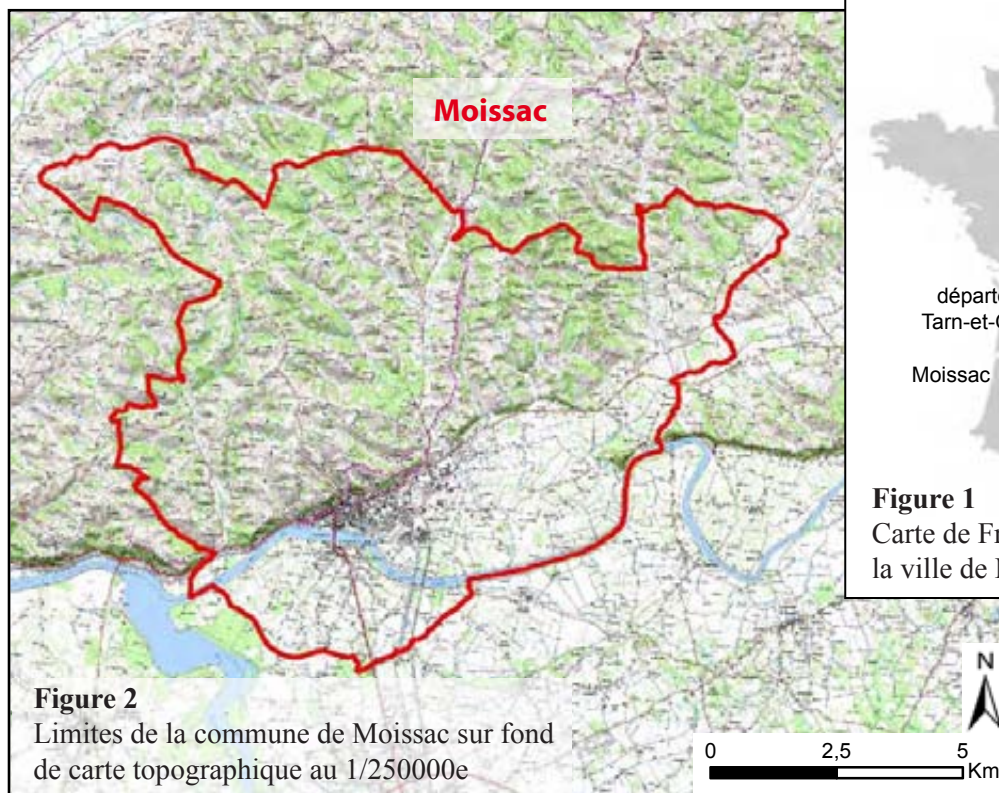 Moissac
départe
Tarn-et-G
Moissac
Figure 1
Carte de Fr
la ville de
Figure 2
Limites de la commune de Moissac sur fond
de carte topographique au 1/250000e
N
0 2,5 5
Km